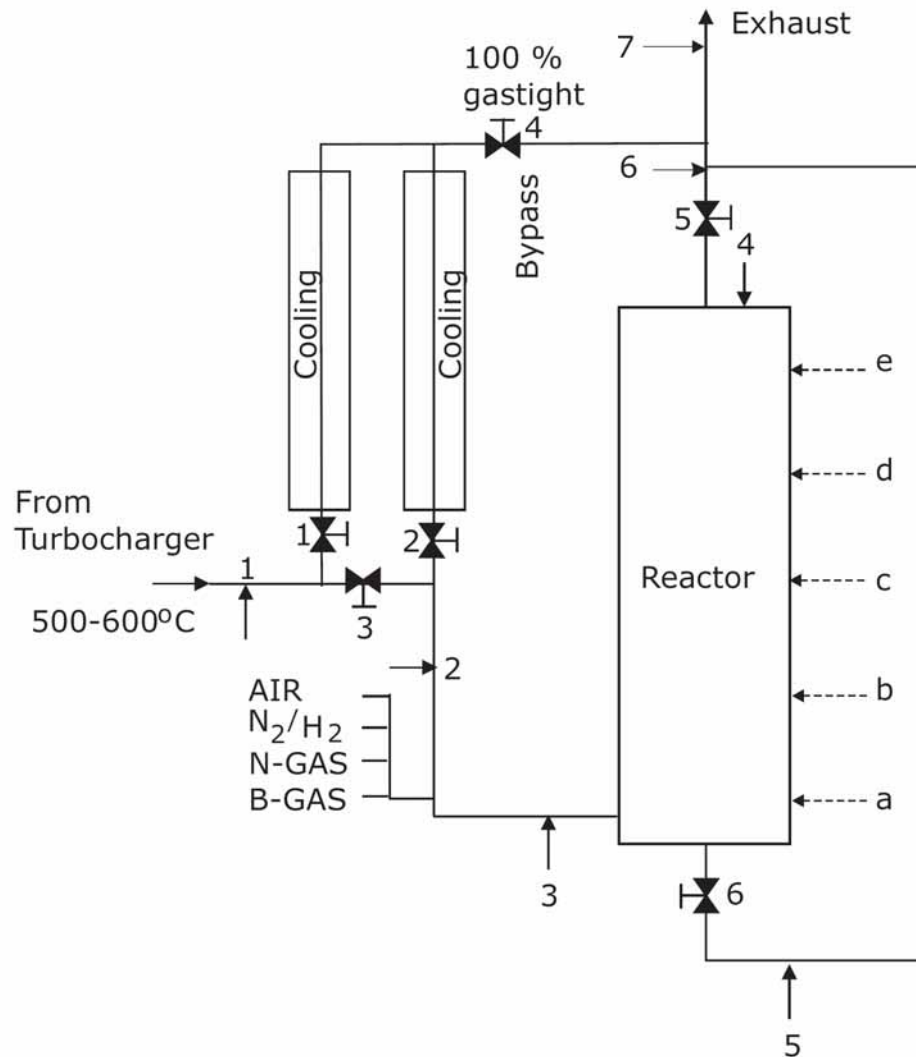 Exhaust
7
100 %
gastight
4
6
5
4
Bypass
Cooling
Cooling
e
d
From
Turbocharger
1
2
1
Reactor
c
500-600⁰C
3
2
AIR
N₂/H₂
N-GAS
B-GAS
b
a
3
6
5